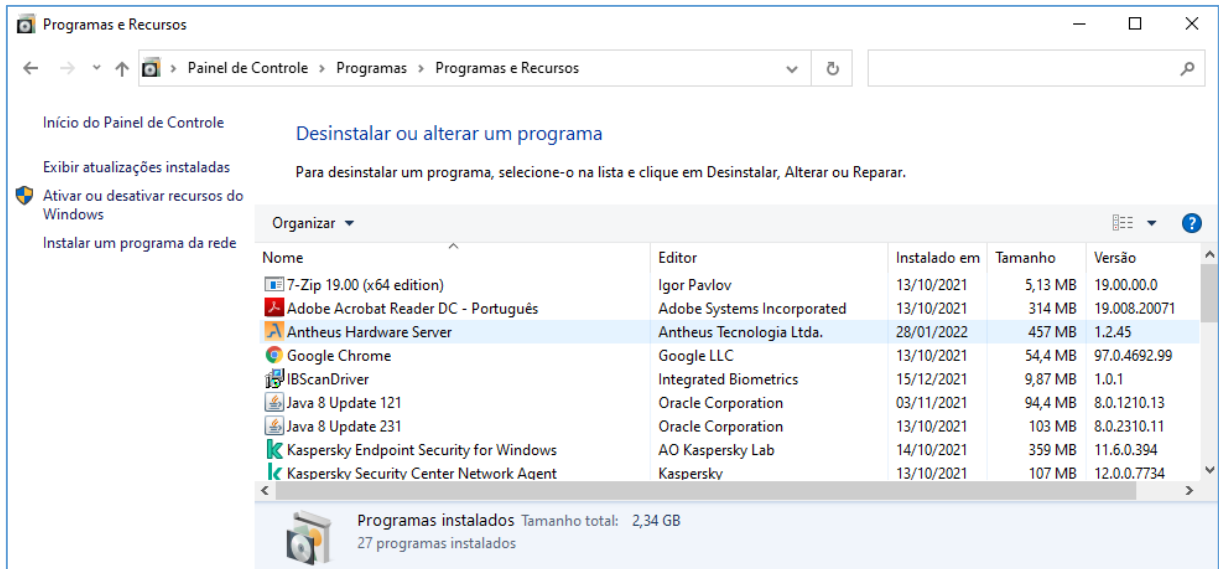 Programas e Recursos
Painel de Controle > Programas > Programas e Recursos
Início do Painel de Controle
Exibir atualizações instaladas
Ativar ou desativar recursos do
Windows
Instalar um programa da rede
Desinstalar ou alterar um programa
Para desinstalar um programa, selecione-o na lista e clique em Desinstalar, Alterar ou Reparar.
Organizar
Nome Editor Instalado em Tamanho Versão
7-Zip 19.00 (x64 edition) Igor Pavlov 13/10/2021 5,13 MB 19.00.00.0
Adobe Acrobat Reader DC - Português Adobe Systems Incorporated 13/10/2021 314 MB 19.008.20071
Antheus Hardware Server Antheus Tecnologia Ltda. 28/01/2022 457 MB 1.2.45
Google Chrome Google LLC 13/10/2021 54,4 MB 97.0.4692.99
IBScanDriver Integrated Biometrics 15/12/2021 9,87 MB 1.0.1
Java 8 Update 121 Oracle Corporation 03/11/2021 94,4 MB 8.0.1210.13
Java 8 Update 231 Oracle Corporation 13/10/2021 103 MB 8.0.2310.11
Kaspersky Endpoint Security for Windows AO Kaspersky Lab 14/10/2021 359 MB 11.6.0.394
Kaspersky Security Center Network Agent Kaspersky 13/10/2021 107 MB 12.0.0.7734
Programas instalados Tamanho total: 2,34 GB
27 programas instalados